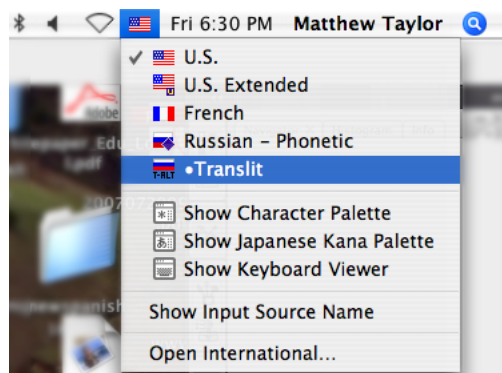 Fri 6:30 PM Matthew Taylor
U.S.
U.S. Extended
French
Russian – Phonetic
T-RLT •Translit
Show Character Palette
Show Japanese Kana Palette
Show Keyboard Viewer
Show Input Source Name
Open International...
Adobe